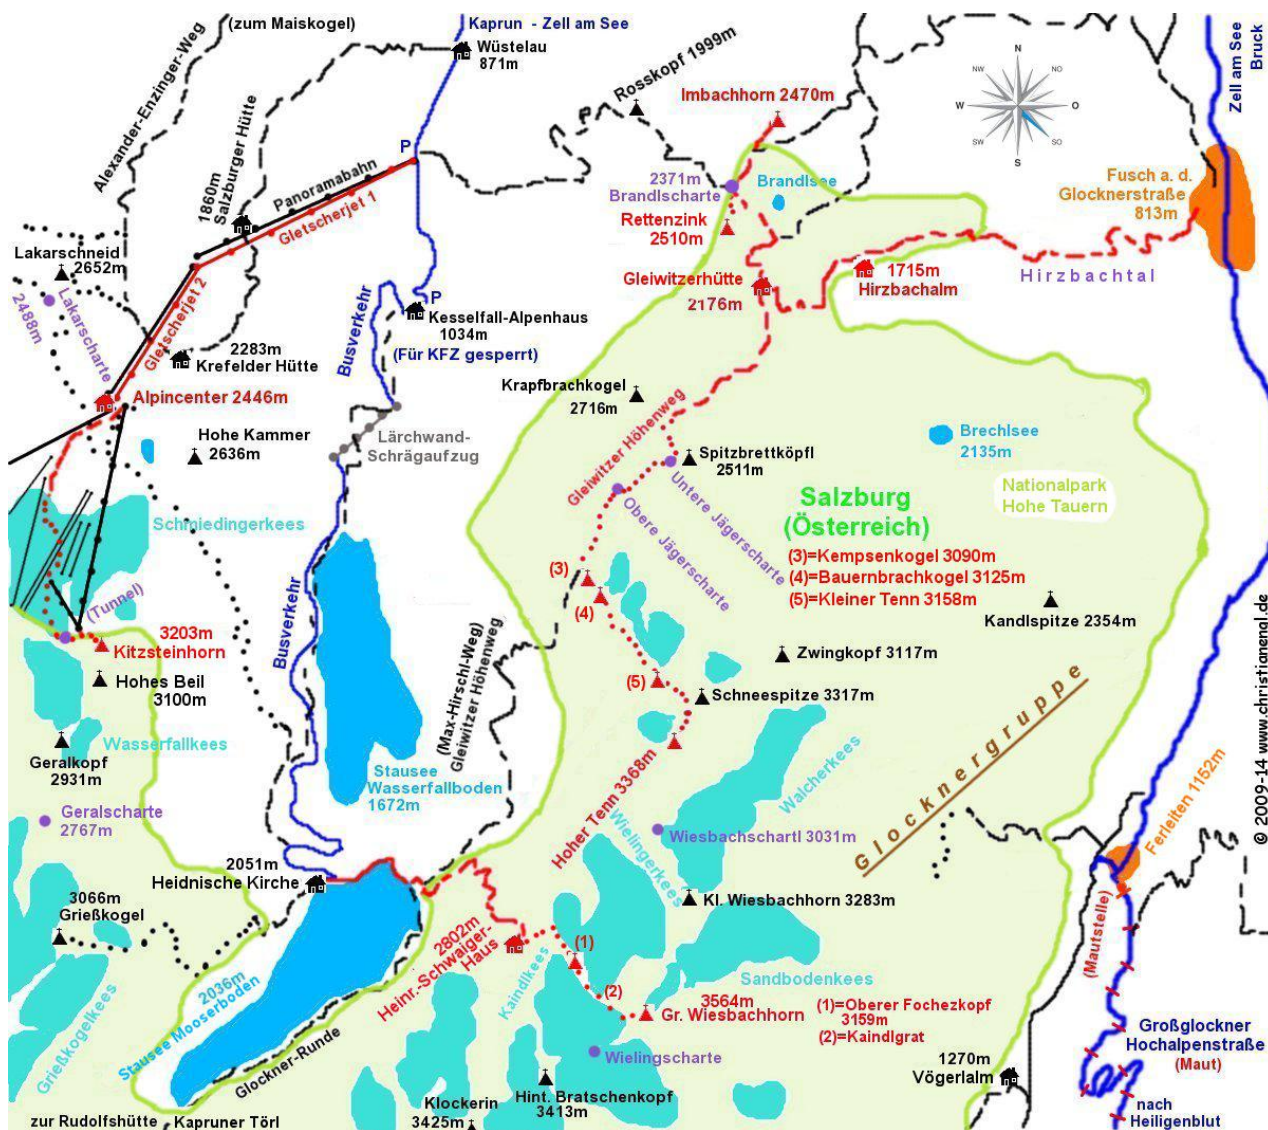 (zum Maiskogel)
Kaprun - Zell am See
Wüstelau
871m
Alexander-Enzinger-Weg
1860m
Salzburger Hütte
Rosskopf 1999m
Imbachhorn 2470m
N
NO
O
SO
S
SW
W
NW
Zell am See
Bruck
P
Panoramabahn
Gletscherjet 1
2371m
Brandlscharte
Brandlsee
Fusch a. d.
Glocknerstraße
813m
Rettenzink
2510m
Lakarschneid
2652m
Lakarscharte
2488m
Gletscherjet 2
Gleiwitzerhütte
2176m
1715m
Hirzbachalm
Hirzbachtal
Busverkehr
P
Kesselfall-Alpenhaus
1034m
(Für KFZ gesperrt)
2283m
Krefelder Hütte
Alpincenter 2446m
Krapfbrachkogel
2716m
Gleiwitzer Höhenweg
Hohe Kammer
2636m
Lärchwand-
Schrägaufzug
Brechlsee
2135m
Spitzbrettköpfl
2511m
Untere Jägerscharte
Obere Jägerscharte
Nationalpark
Hohe Tauern
Salzburg
(Österreich)
(3)=Kempsenkogel 3090m
(4)=Bauernbrachkogel 3125m
(5)=Kleiner Tenn 3158m
Schmiedingerkees
(3)
(4)
(Tunnel)
Busverkehr
Kandlspitze 2354m
3203m
Kitzsteinhorn
Hohes Beil
3100m
(Max-Hirschl-Weg)
Gleiwitzer Höhenweg
Zwingkopf 3117m
(5)
Schneespitze 3317m
Glocknergruppe
Wasserfallkees
Geralkopf
2931m
Stausee
Wasserfallboden
1672m
Hoher Tenn 3368m
Walcherkees
Wielingerkees
Geralscharte
2767m
Wiesbachschartl 3031m
Ferleiten 1152m
© 2009-14 www.christianenal.de
2051m
Heidnische Kirche
3066m
Grießkogel
Kl. Wiesbachhorn 3283m
2802m
Heinr.-Schwaiger-
Haus
(1)
Kaindlkees
(2)
Sandbodenkees
(Mautstelle)
2036m
Stausee Mooserboden
Grießkogelkees
3564m
Gr. Wiesbachhorn
(1)=Oberer Fochezkopf
3159m
(2)=Kaindlgrat
Großglockner
Hochalpenstraße
(Maut)
Glockner-Runde
Wielingscharte
1270m
Vögerlalm
Klockerin
3425m
Hint. Bratschenkopf
3413m
nach
Heiligenblut
zur Rudolfshütte
Kapruner Törl